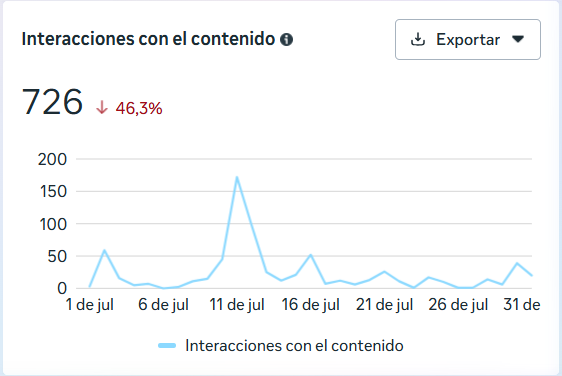 Interacciones con el contenido
Exportar
726 46,3%
200
150
100
50
0
1 de jul 6 de jul 11 de jul 16 de jul 21 de jul 26 de jul 31 de
Interacciones con el contenido